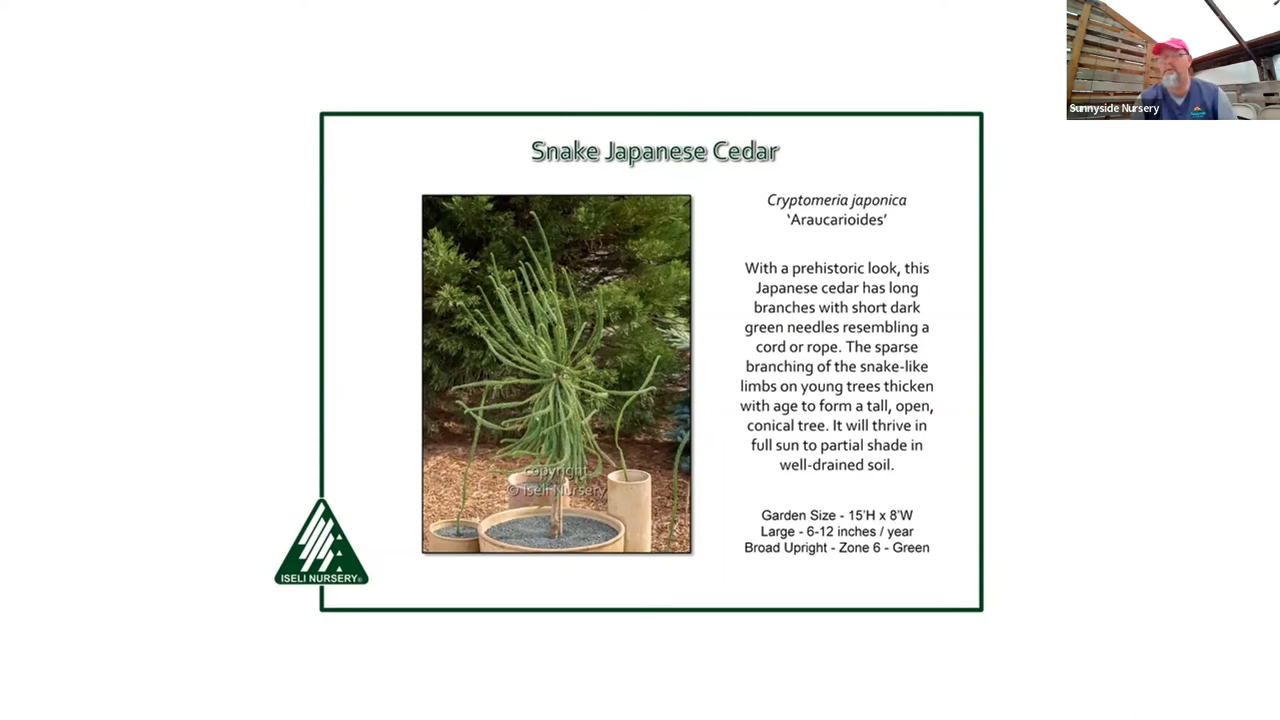 Sunnyside Nursery
Snake Japanese Cedar
Cryptomeria japonica
‘Araucarioides’
With a prehistoric look, this
Japanese cedar has long
branches with short dark
green needles resembling a
cord or rope. The sparse
branching of the snake-like
limbs on young trees thicken
with age to form a tall, open,
conical tree. It will thrive in
full sun to partial shade in
well-drained soil.
Garden Size - 15'H x 8'W
Large - 6-12 inches / year
Broad Upright - Zone 6 - Green
copyright
© Iseli Nursery
ISELI NURSERY®